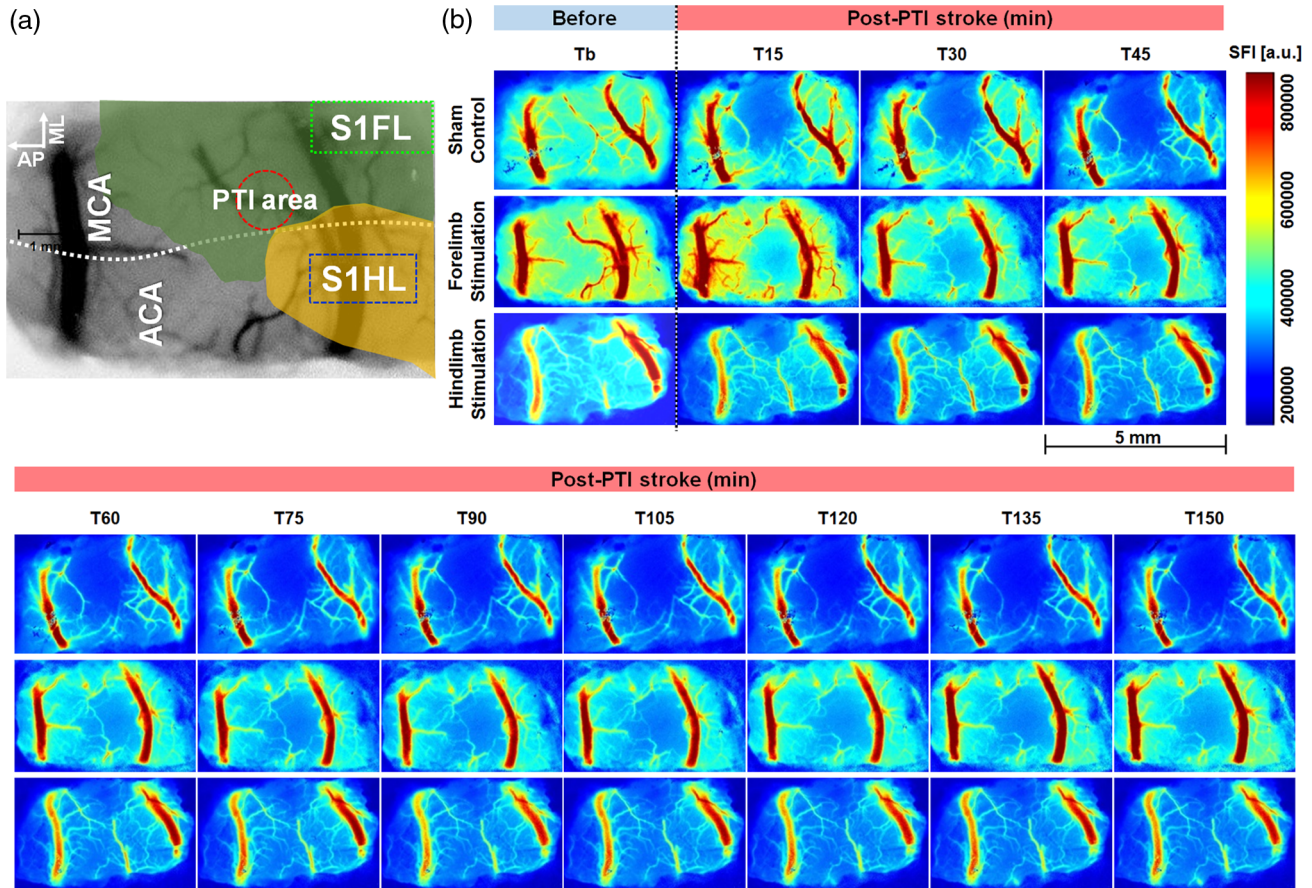 (a)
ML
AP
S1FL
MCA
PTI area
1 mm
S1HL
ACA
(b)
Before
Post-PTI stroke (min)
Tb
T15
T30
T45
SFI [a.u.]
Sham
Control
Forelimb
Stimulation
Hindlimb
Stimulation
800000
600000
400000
200000
5 mm
Post-PTI stroke (min)
T60
T75
T90
T105
T120
T135
T150